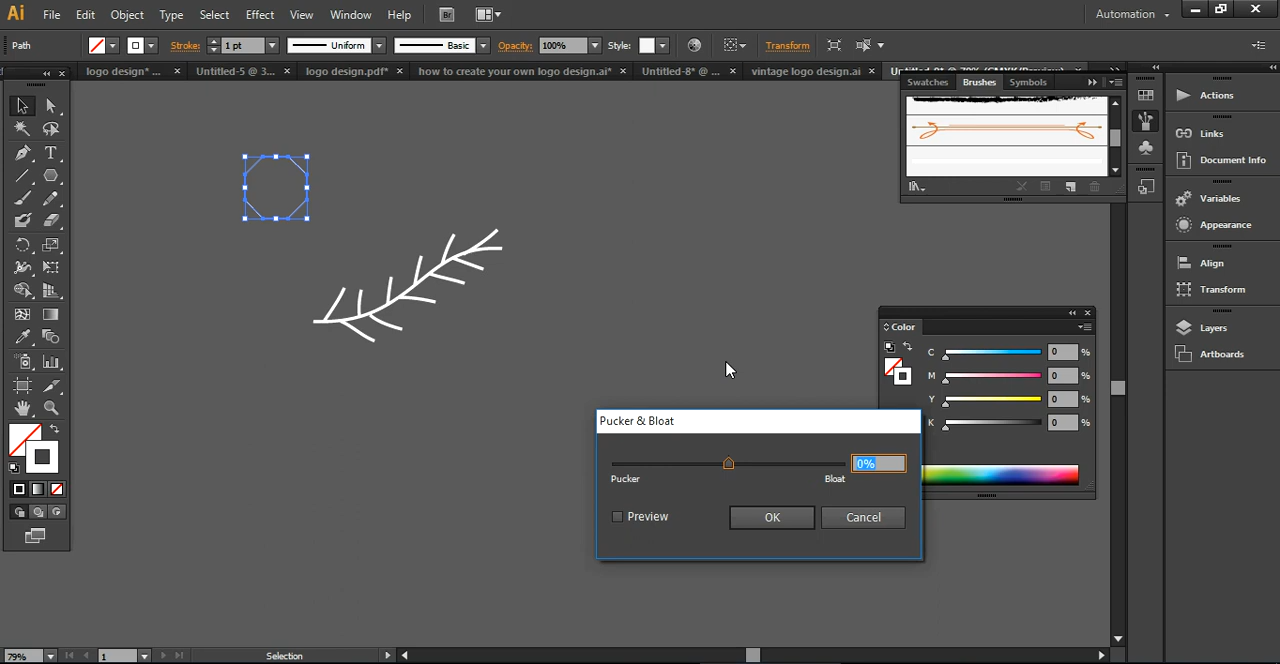 Ai File Edit Object Type Select Effect View Window Help Br Automation
Path Stroke: 1 pt Uniform Basic Opacity: 100% Style: Transform
logo design* ... × Untitled-5 @ 3... × logo design.pdf* × how to create your own logo design.ai* × Untitled-8* @ ... × vintage logo design.ai ×
Swatches Brushes Symbols
Actions
Links
Document Info
Variables
Appearance
Align
Transform
Layers
Artboards
Color
C 0 %
M 0 %
Y 0 %
K 0 %
Pucker & Bloat
0%
Pucker Bloat
Preview OK Cancel
79% 1 Selection